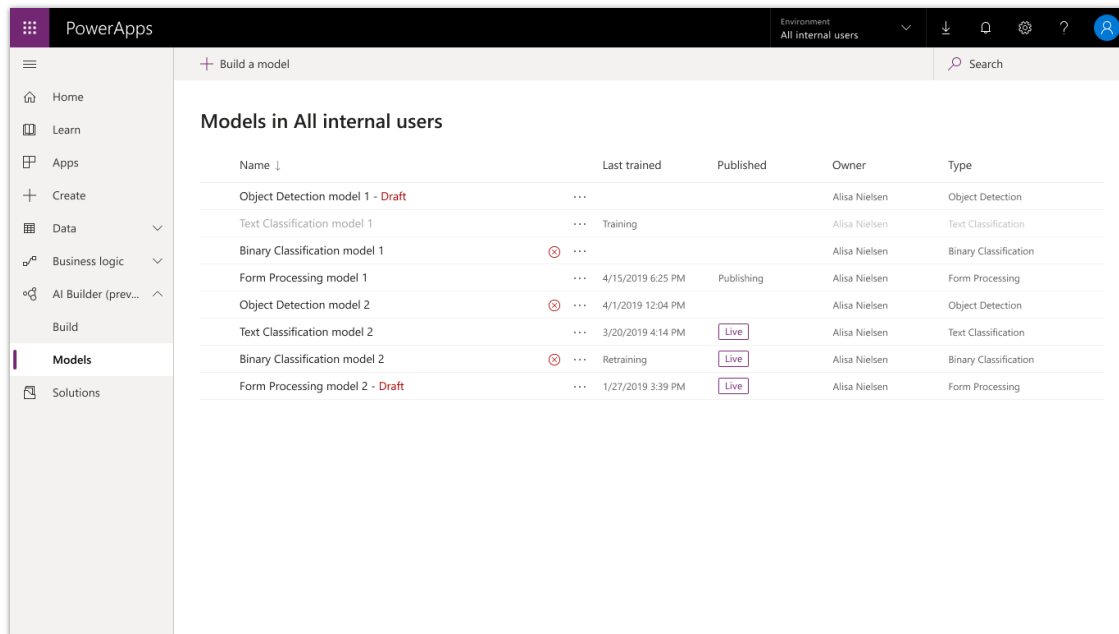 PowerApps
Environment
All internal users
Build a model
Search
Home
Learn
Apps
Create
Data
Business logic
AI Builder (prev...
Build
Models
Solutions
Models in All internal users
Name ↓ Last trained Published Owner Type
Object Detection model 1 - Draft ... Alisa Nielsen Object Detection
Text Classification model 1 ... Training Alisa Nielsen Text Classification
Binary Classification model 1 ... Alisa Nielsen Binary Classification
Form Processing model 1 ... 4/15/2019 6:25 PM Publishing Alisa Nielsen Form Processing
Object Detection model 2 ... 4/1/2019 12:04 PM Alisa Nielsen Object Detection
Text Classification model 2 ... 3/20/2019 4:14 PM Live Alisa Nielsen Text Classification
Binary Classification model 2 ... Retraining Live Alisa Nielsen Binary Classification
Form Processing model 2 - Draft ... 1/27/2019 3:39 PM Live Alisa Nielsen Form Processing